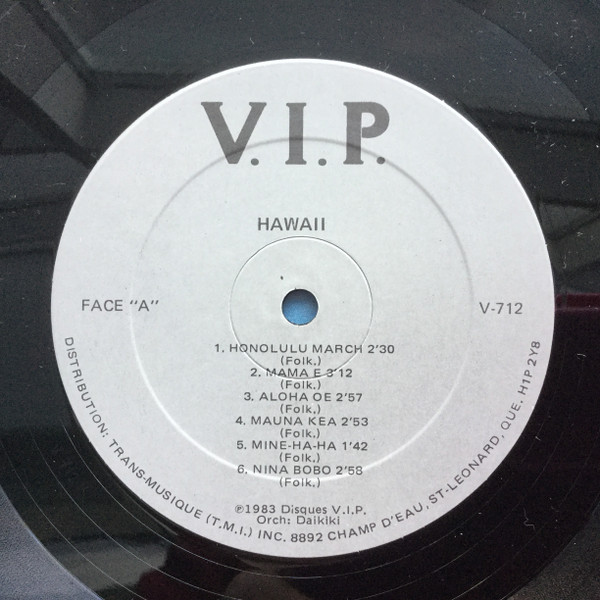 V.I.P.
HAWAII
FACE "A"
V-712
1. HONOLULU MARCH 2'30
(Folk.)
2. MAMA E 3'12
(Folk.)
3. ALOHA OE 2'57
(Folk.)
4. MAUNA KEA 2'53
(Folk.)
5. MINE-HA-HA 1'42
(Folk.)
6. NINA BOBO 2'58
(Folk.)
℗1983 Disques V.I.P.
Orch: Daikiki
DISTRIBUTION: TRANS-MUSIQUE (T.M.I.) INC. 8892 CHAMP D'EAU, ST-LEONARD, QUE., H1P 2Y8